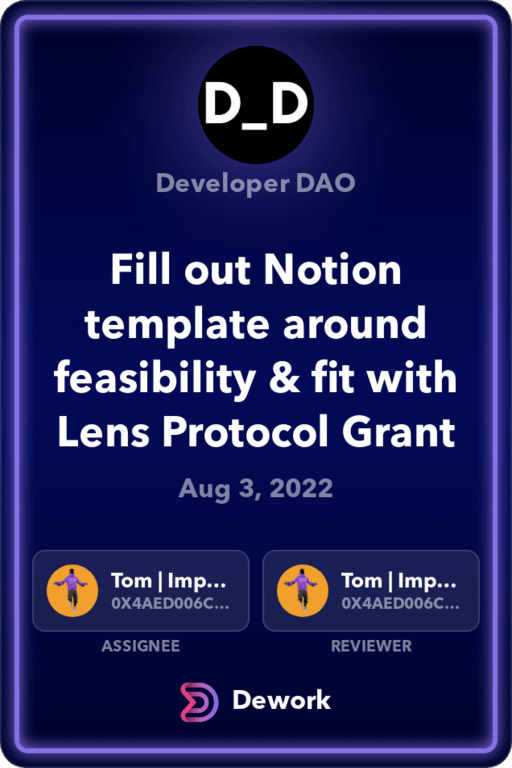 D_D
Developer DAO
Fill out Notion
template around
feasibility & fit with
Lens Protocol Grant
Aug 3, 2022
Tom | Imp...
0X4AED006C...
ASSIGNEE
Tom | Imp...
0X4AED006C...
REVIEWER
Dework